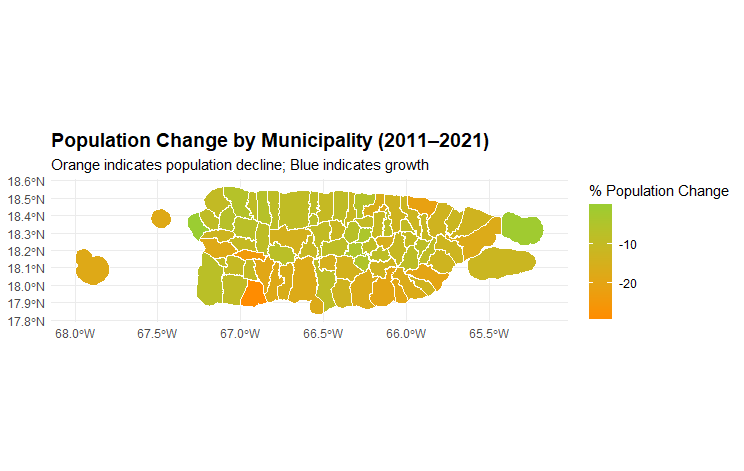 Population Change by Municipality (2011–2021)
Orange indicates population decline; Blue indicates growth
18.6°N
18.5°N
18.4°N
18.3°N
18.2°N
18.1°N
18.0°N
17.9°N
17.8°N
68.0°W 67.5°W 67.0°W 66.5°W 66.0°W 65.5°W
% Population Change
-10
-20